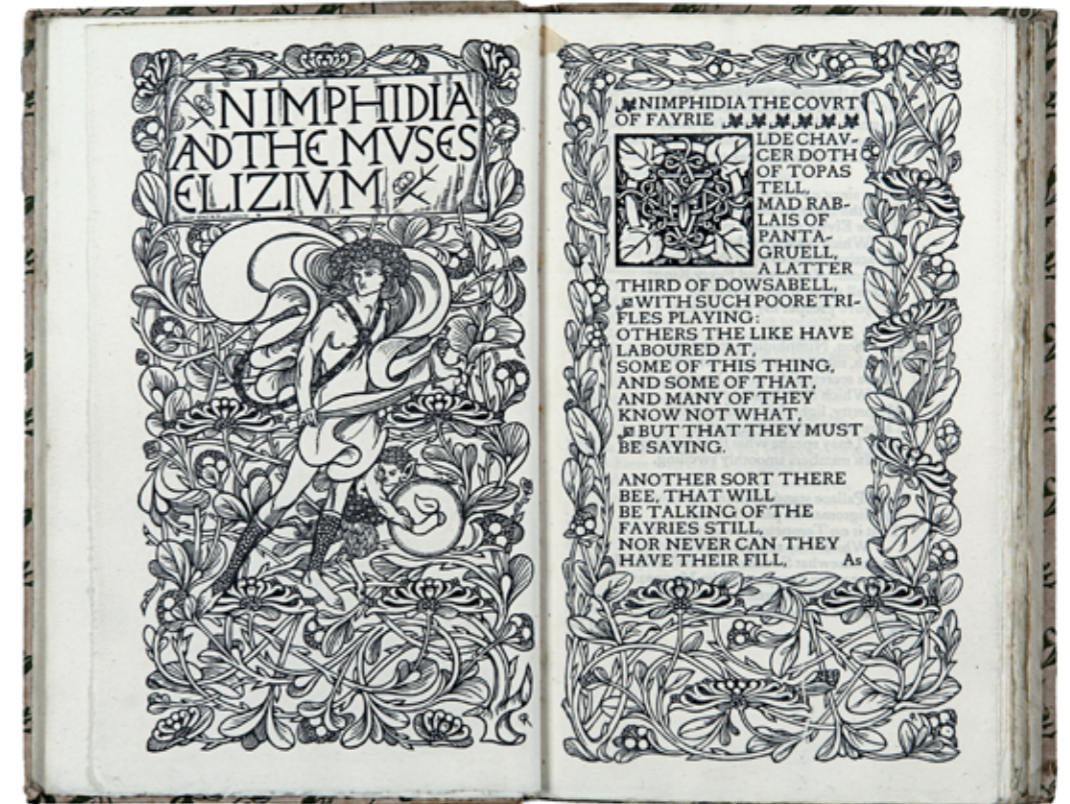 NIMPHIDIA
AND THE MVSES
ELIZIVM
NIMPHIDIA THE COVRT
OF FAYRIE
OLDE CHAV-
CER DOTH
OF TOPAS
TELL,
MAD RAB-
LAIS OF
PANTA-
GRUELL,
A LATTER
THIRD OF DOWSABELL,
WITH SUCH POORE TRI-
FLES PLAYING:
OTHERS THE LIKE HAVE
LABOURED AT,
SOME OF THIS THING,
AND SOME OF THAT,
AND MANY OF THEY
KNOW NOT WHAT,
BUT THAT THEY MUST
BE SAYING.
ANOTHER SORT THERE
BEE, THAT WILL
BE TALKING OF THE
FAYRIES STILL,
NOR NEVER CAN THEY
HAVE THEIR FILL, As